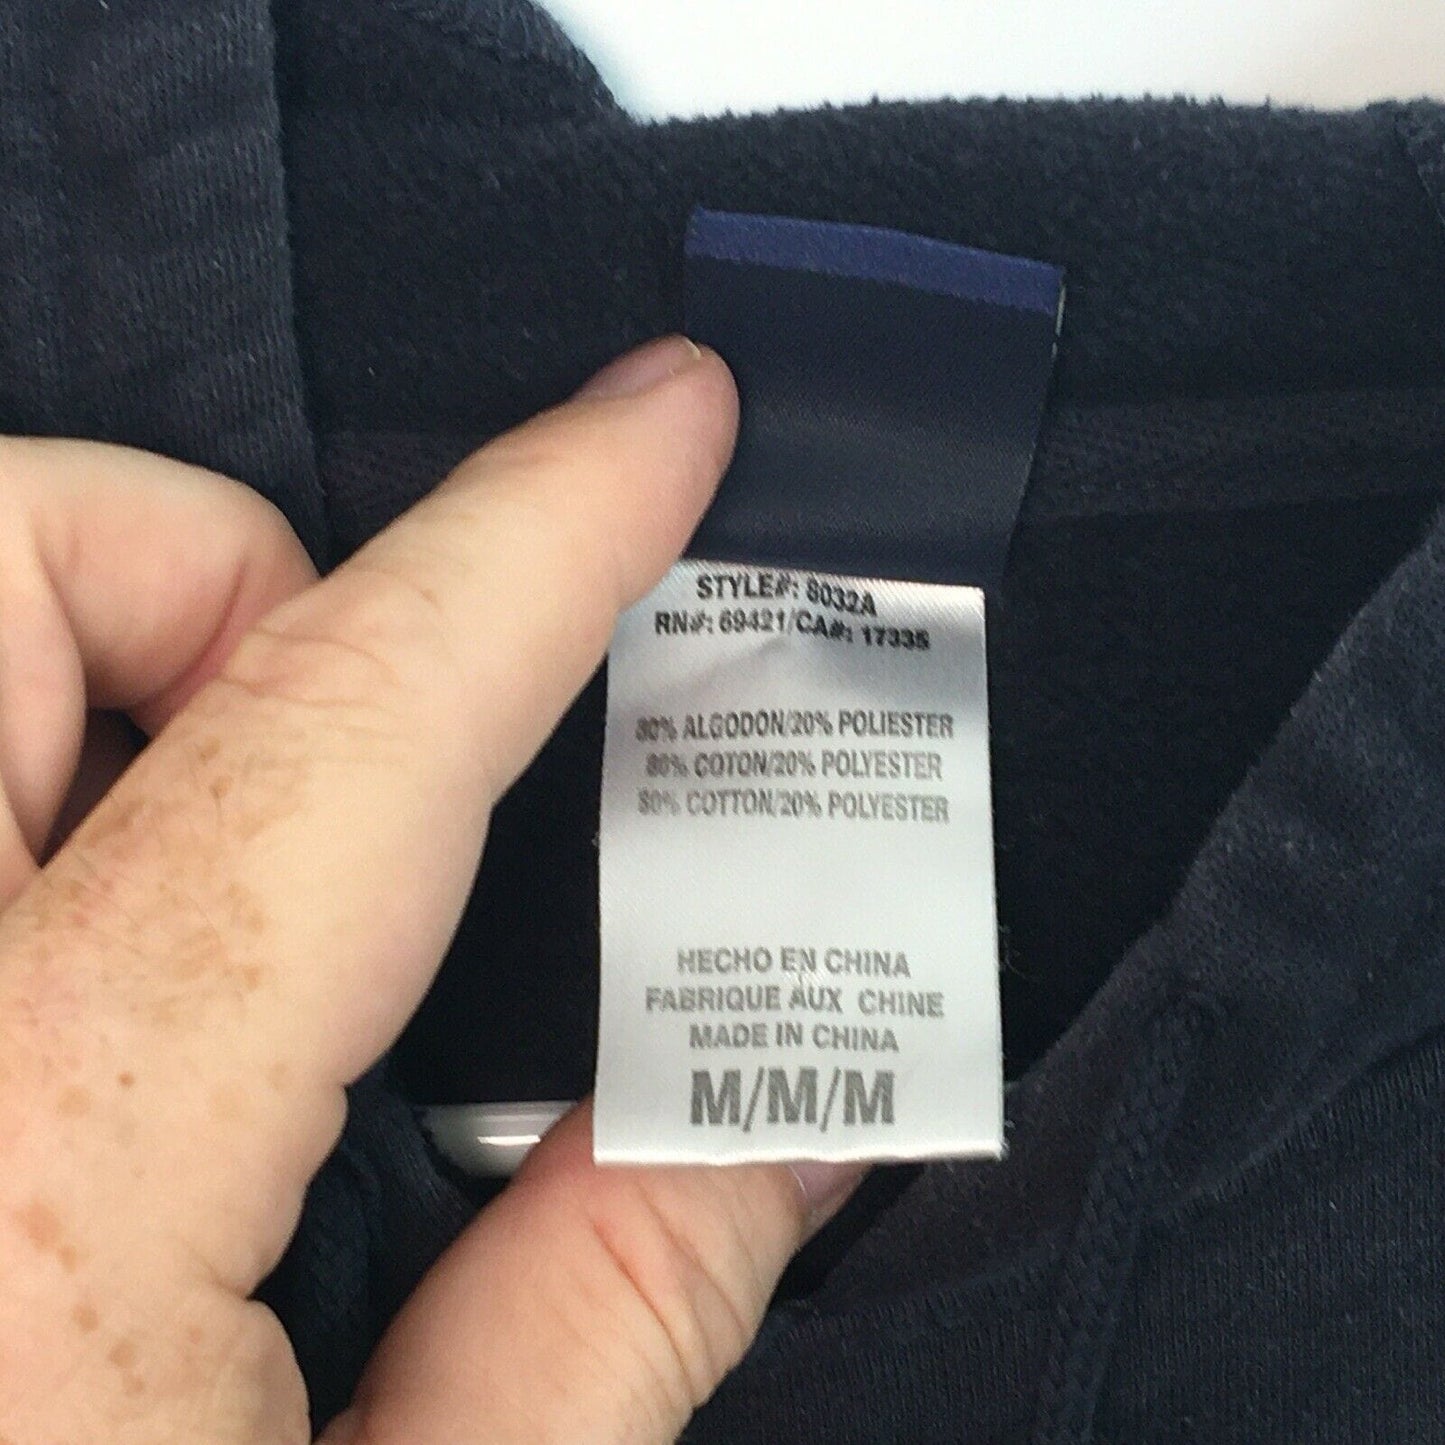 STYLE#: 8032A
RN#: 69421/CA#: 17335
80% ALGODON/20% POLIESTER
80% COTON/20% POLYESTER
80% COTTON/20% POLYESTER
HECHO EN CHINA
FABRIQUE AUX CHINE
MADE IN CHINA
M/M/M